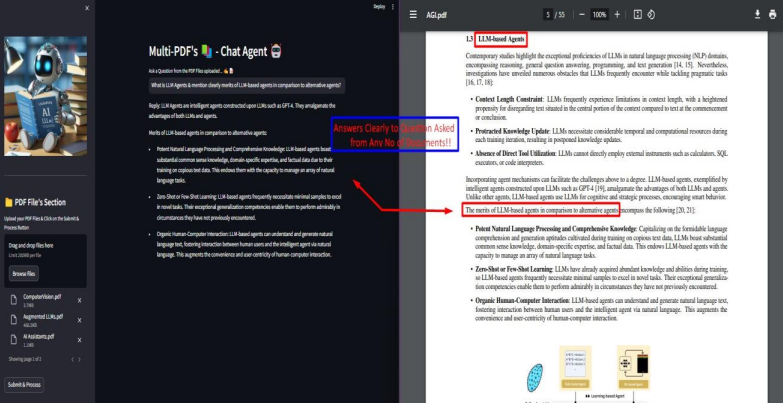 Deploy
Multi-PDF's - Chat Agent
Ask a Question from the PDF Files uploaded ..
What is LLM-Agents & mention clearly merits of LLM-based agents in comparison to alternative agents?
Reply: LLM Agents are intelligent agents constructed upon LLMs such as GPT-4. They amalgamate the
advantages of both LLMs and agents.
Merits of LLM-based agents in comparison to alternative agents:
• Potent Natural Language Processing and Comprehensive Knowledge: LLM-agents boast
substantial common sense knowledge, domain-specific expertise, and factual data due to their
training on copious text data. This endows them with the capacity to manage an array of natural
language tasks.
• Zero-Shot or Few-Shot Learning: LLM-agents frequently necessitate minimal samples to excel
in novel tasks. Their exceptional generalization competencies enable them to perform admirably in
circumstances they have not previously encountered.
• Organic Human-Computer Interaction: LLM-agents can understand and generate natural
language text, fostering interaction between human users and the intelligent agent via natural
language. This augments the convenience and user-centricity of human-computer interaction.
PDF File's Section
Upload your PDF Files & Click on the Submit &
Process Button
Drag and drop files here
Limit 200MB per file
Browse files
ComputerVision.pdf
3.7MB
Augmented LLMs.pdf
AI Assistants.pdf
1.1MB
Showing page 1 of 2
Submit & Process
Answers Clearly to Question Asked
from Any No of Documents!!
AGI.pdf
5 / 55
100%
1.3 LLM-based Agents
Contemporary studies highlight the exceptional proficiencies of LLMs in natural language processing (NLP) domains,
encompassing reasoning, general question answering, programming, and text generation [14, 15]. Nevertheless,
investigations have unveiled numerous obstacles that LLMs frequently encounter while tackling pragmatic tasks
[16, 17, 18]:
• Context Length Constraint: LLMs frequently experience limitations in context length, with a heightened
propensity for disregarding text situated in the central portion of the context compared to text at the commencement
or conclusion.
• Protracted Knowledge Update: LLMs necessitate considerable temporal and computational resources during
each training iteration, resulting in postponed knowledge updates.
• Absence of Direct Tool Utilization: LLMs cannot directly employ external instruments such as calculators, SQL
executors, or code interpreters.
Incorporating agent mechanisms can facilitate the challenges above to a degree. LLM-based agents, exemplified by
intelligent agents constructed upon LLMs such as GPT-4 [19], amalgamate the advantages of both LLMs and agents.
Unlike other agents, LLM-based agents use LLMs for cognitive and strategic processes, encouraging smart behavior.
The merits of LLM-based agents in comparison to alternative agents encompass the following [20, 21]:
• Potent Natural Language Processing and Comprehensive Knowledge: Capitalizing on the formidable language
comprehension and generation aptitudes cultivated during training on copious text data, LLMs boast substantial
common sense knowledge, domain-specific expertise, and factual data. This endows LLM-based agents with the
capacity to manage an array of natural language tasks.
• Zero-Shot or Few-Shot Learning: LLMs have already acquired abundant knowledge and abilities during training,
so LLM-based agents frequently necessitate minimal samples to excel in novel tasks. Their exceptional generaliza-
tion competencies enable them to perform admirably in circumstances they have not previously encountered.
• Organic Human-Computer Interaction: LLM-based agents can understand and generate natural language text,
fostering interaction between human users and the intelligent agent via natural language. This augments the
convenience and user-centricity of human-computer interaction.
Learning-based Agent